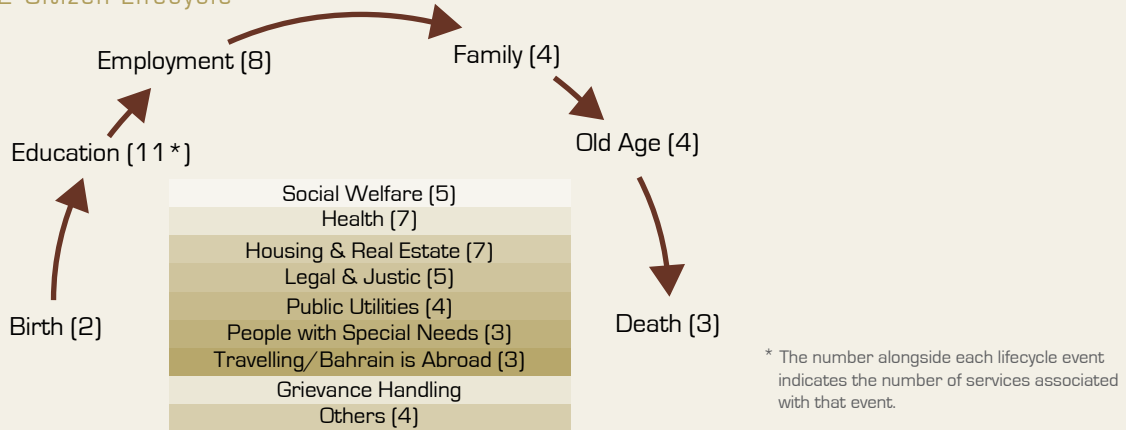 Citizen Lifecycle
Employment (8)
Family (4)
Education (11*)
Old Age (4)
Social Welfare (5)
Health (7)
Housing & Real Estate (7)
Legal & Justic (5)
Public Utilities (4)
People with Special Needs (3)
Travelling/Bahrain is Abroad (3)
Grievance Handling
Others (4)
Birth (2)
Death (3)
* The number alongside each lifecycle event
indicates the number of services associated
with that event.